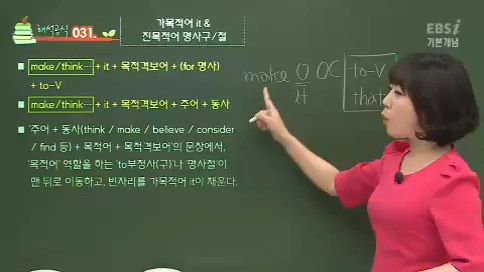 해석공식 031.
가목적어 it &
진목적어 명사구/절
EBSi
기본개념
make/think… + it + 목적격보어 + (for 명사)
+ to-V
make/think… + it + 목적격보어 + 주어 + 동사
'주어 + 동사(think / make / believe / consider
/ find 등) + 목적어 + 목적격보어'의 문장에서,
'목적어' 역할을 하는 'to부정사(구)'나 '명사절'이
맨 뒤로 이동하고, 빈자리를 가목적어 it이 채운다.
make O OC to-V
it that